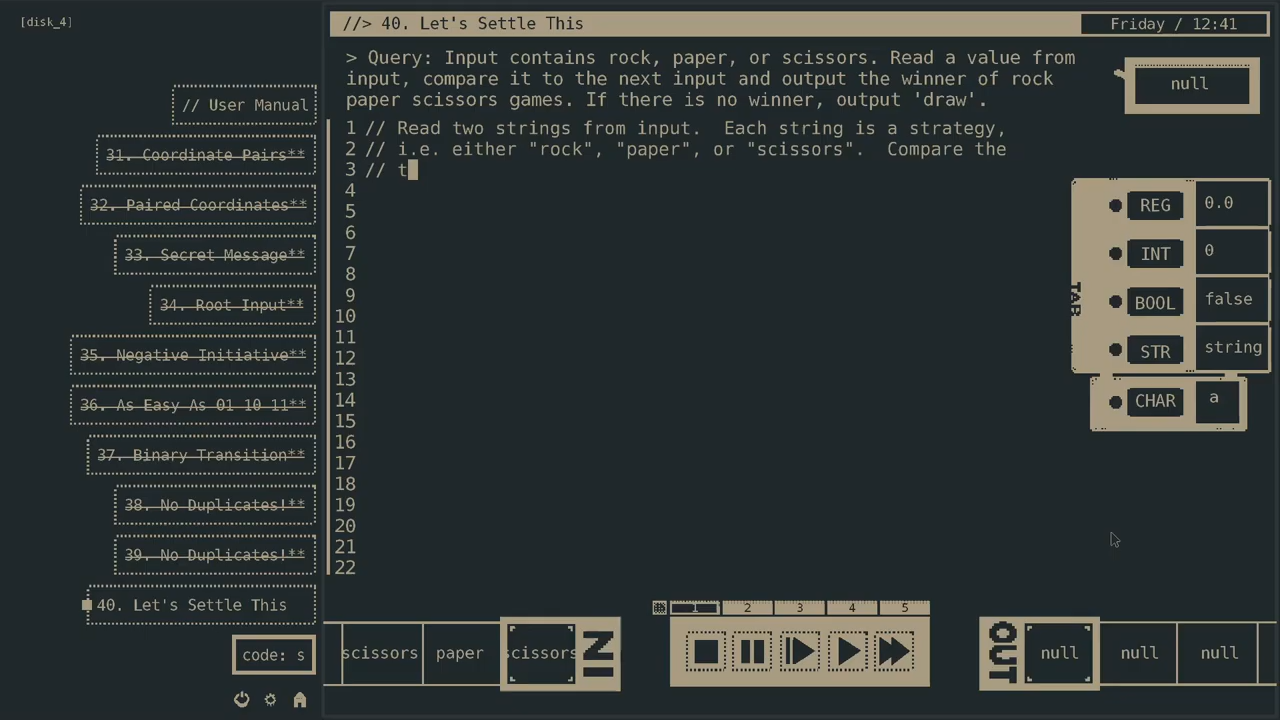 [disk_4]
//> 40. Let's Settle This
Friday / 12:41
> Query: Input contains rock, paper, or scissors. Read a value from
input, compare it to the next input and output the winner of rock
paper scissors games. If there is no winner, output 'draw'.
null
// User Manual
31. Coordinate Pairs**
32. Paired Coordinates**
33. Secret Message**
34. Root Input**
35. Negative Initiative**
36. As Easy As 01 10 11**
37. Binary Transition**
38. No Duplicates!**
39. No Duplicates!**
40. Let's Settle This
code: s
1 // Read two strings from input.  Each string is a strategy,
2 // i.e. either "rock", "paper", or "scissors".  Compare the
3 // t
4
5
6
7
8
9
10
11
12
13
14
15
16
17
18
19
20
21
22
TAP
REG 0.0
INT 0
BOOL false
STR string
CHAR a
1 2 3 4 5
scissors paper scissors IN
OUT null null null